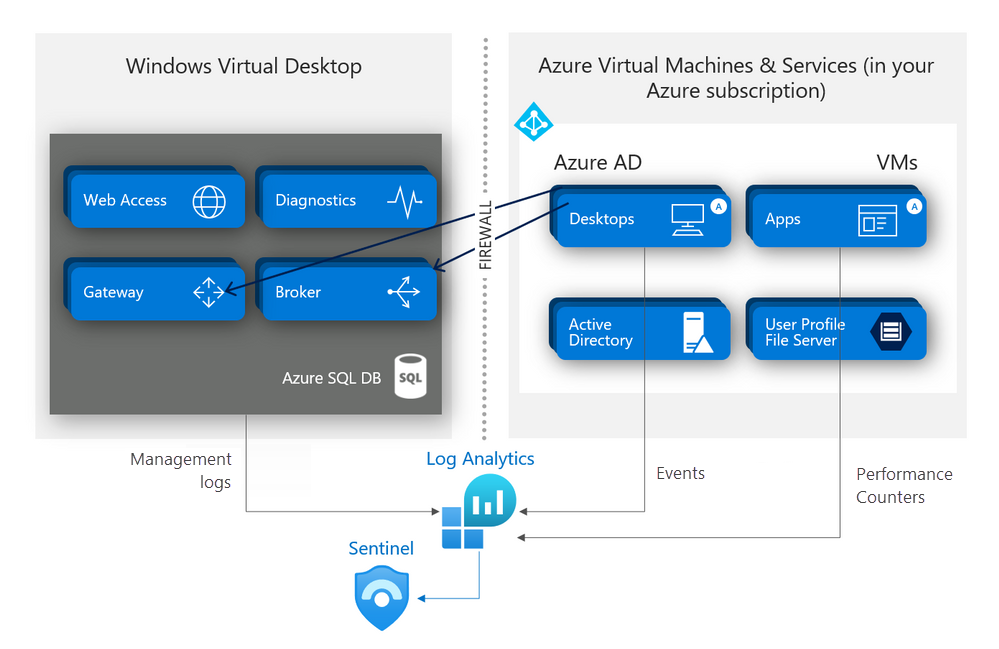 Windows Virtual Desktop
Azure Virtual Machines & Services (in your
Azure subscription)
Azure AD
VMs
Web Access
Diagnostics
Desktops
A
Apps
A
FIREWALL
Gateway
Broker
Active
Directory
User Profile
File Server
Azure SQL DB
SQL
Management
logs
Log Analytics
Events
Performance
Counters
Sentinel